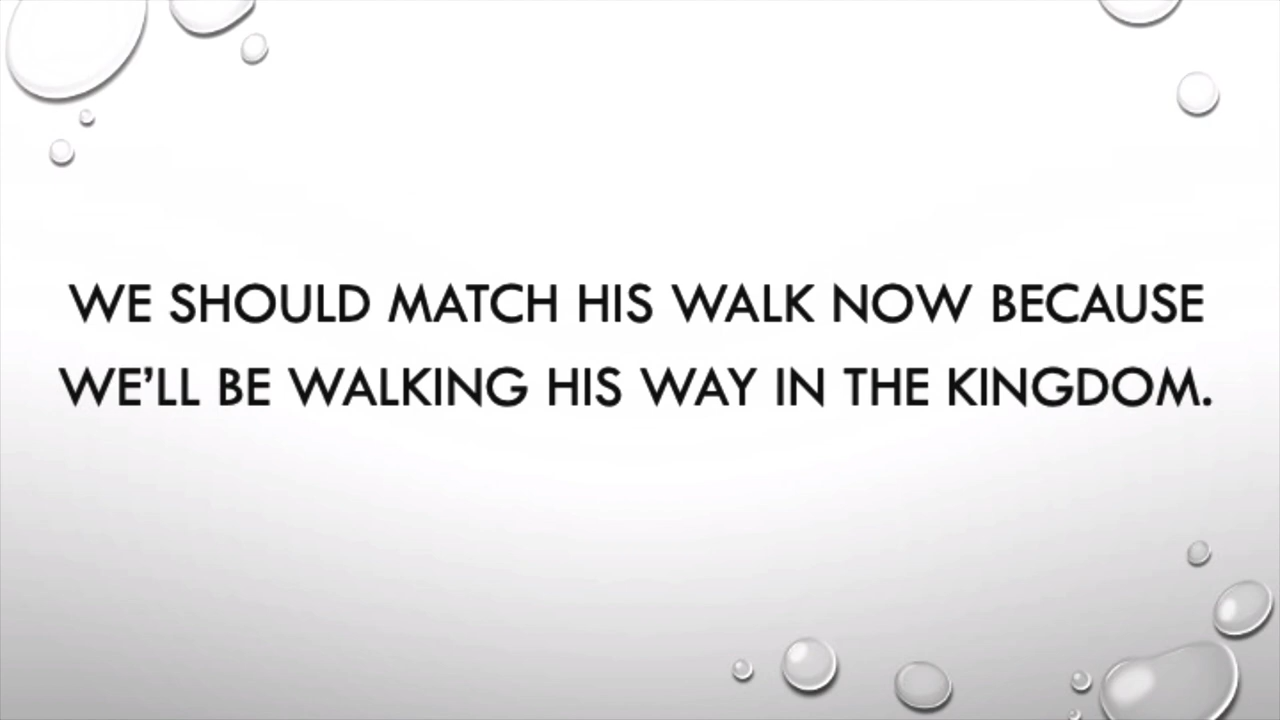 WE SHOULD MATCH HIS WALK NOW BECAUSE
WE’LL BE WALKING HIS WAY IN THE KINGDOM.